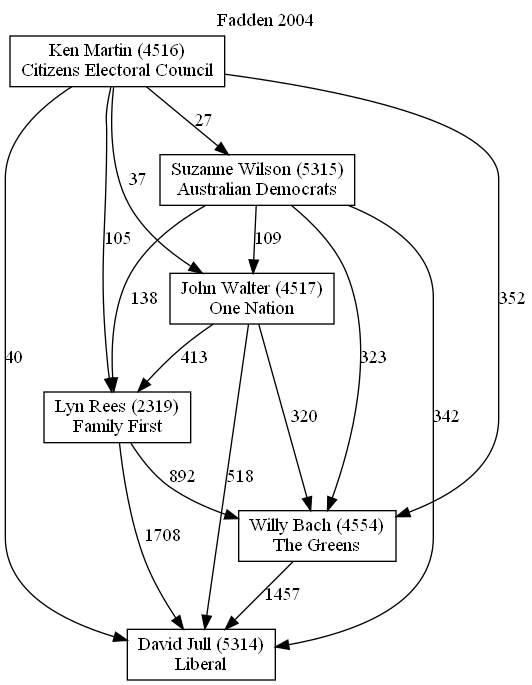 Fadden 2004
Ken Martin (4516)
Citizens Electoral Council
27
Suzanne Wilson (5315)
Australian Democrats
37
105
109
138
John Walter (4517)
One Nation
352
40
413
323
Lyn Rees (2319)
Family First
320
342
892
518
Willy Bach (4554)
The Greens
1708
1457
David Jull (5314)
Liberal